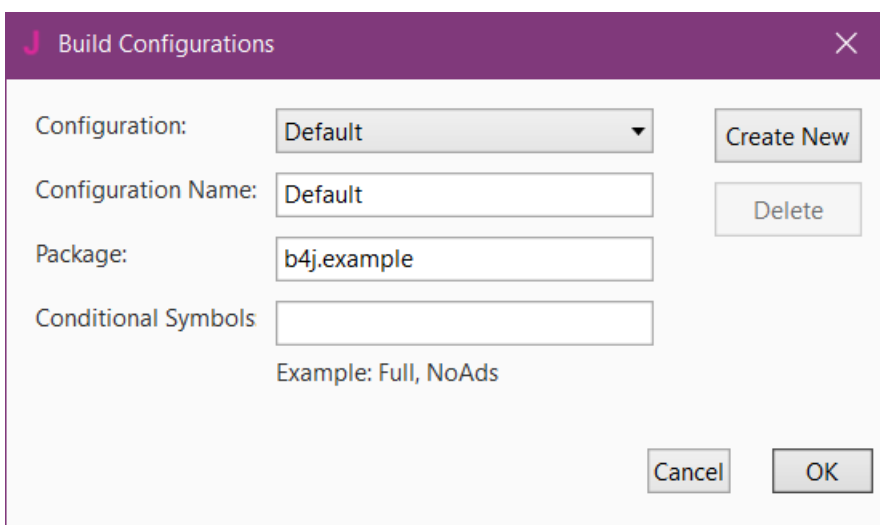 J Build Configurations
Configuration: Default Create New
Configuration Name: Default Delete
Package: b4j.example
Conditional Symbols
Example: Full, NoAds
Cancel OK